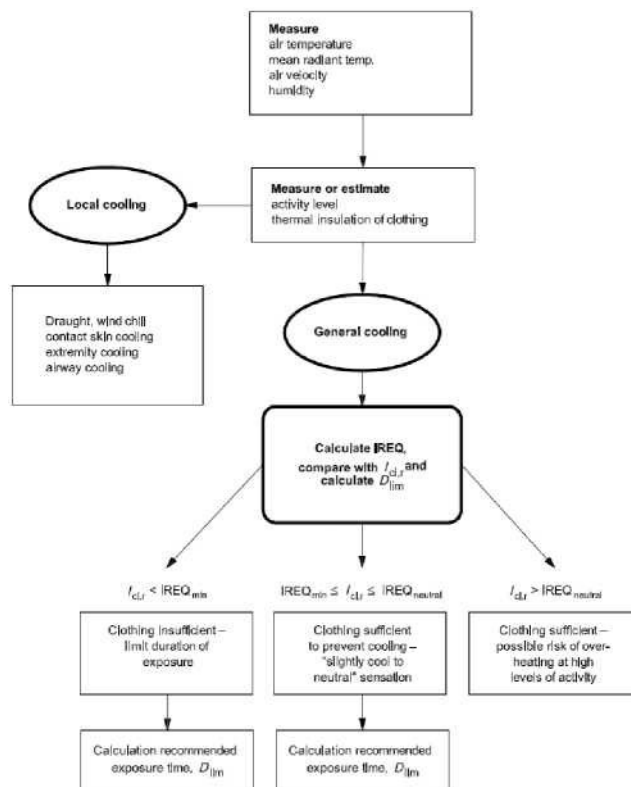 Measure
air temperature
mean radiant temp.
air velocity
humidity
Measure or estimate
activity level
thermal insulation of clothing
Local cooling
Draught, wind chill
contact skin cooling
extremity cooling
airway cooling
General cooling
Calculate IREQ,
compare with Icl,r and
calculate Dlim
Icl,r < IREQmin
Clothing insufficient –
limit duration of
exposure
Calculation recommended
exposure time, Dlim
IREQmin ≤ Icl,r ≤ IREQneutral
Clothing sufficient
to prevent cooling –
"slightly cool to
neutral" sensation
Calculation recommended
exposure time, Dlim
Icl,r > IREQneutral
Clothing sufficient –
possible risk of over-
heating at high
levels of activity